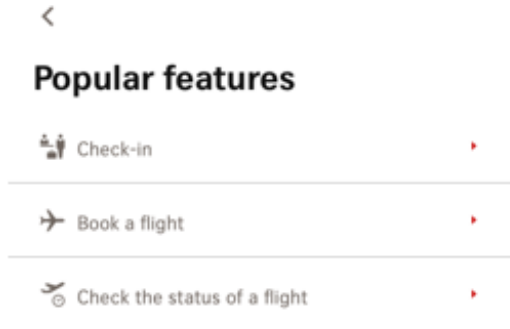 Popular features
Check-in
Book a flight
Check the status of a flight